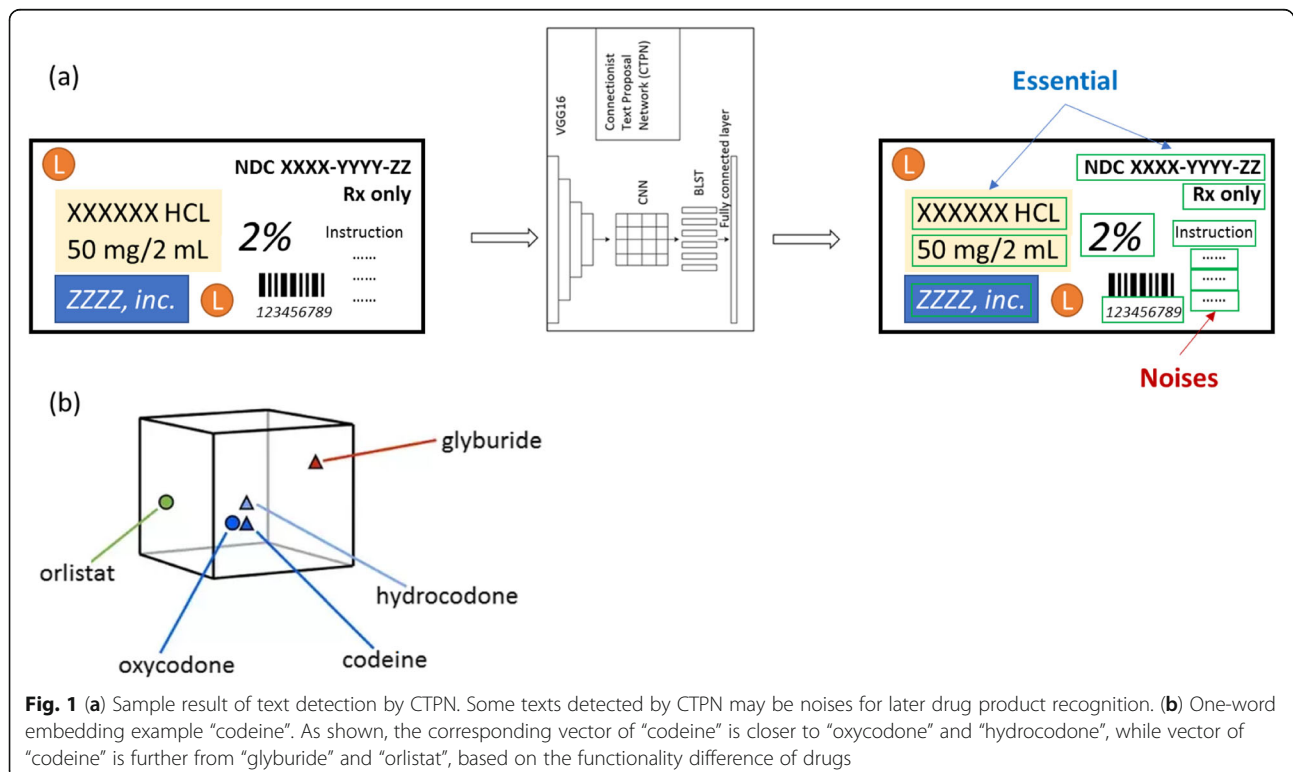 (a)
L
NDC XXXX-YYYY-ZZ
Rx only
XXXXXX HCL
50 mg/2 mL
2%
Instruction
......
......
......
ZZZZ, inc.
L
123456789
VGG16
Connectionist
Text Proposal
Network (CTPN)
CNN
BLST
Fully connected layer
Essential
L
NDC XXXX-YYYY-ZZ
Rx only
XXXXXX HCL
50 mg/2 mL
2%
Instruction
......
......
......
ZZZZ, inc.
L
123456789
Noises
(b)
glyburide
orlistat
hydrocodone
oxycodone
codeine
Fig. 1 (a) Sample result of text detection by CTPN. Some texts detected by CTPN may be noises for later drug product recognition. (b) One-word
embedding example “codeine”. As shown, the corresponding vector of “codeine” is closer to “oxycodone” and “hydrocodone”, while vector of
“codeine” is further from “glyburide” and “orlistat”, based on the functionality difference of drugs